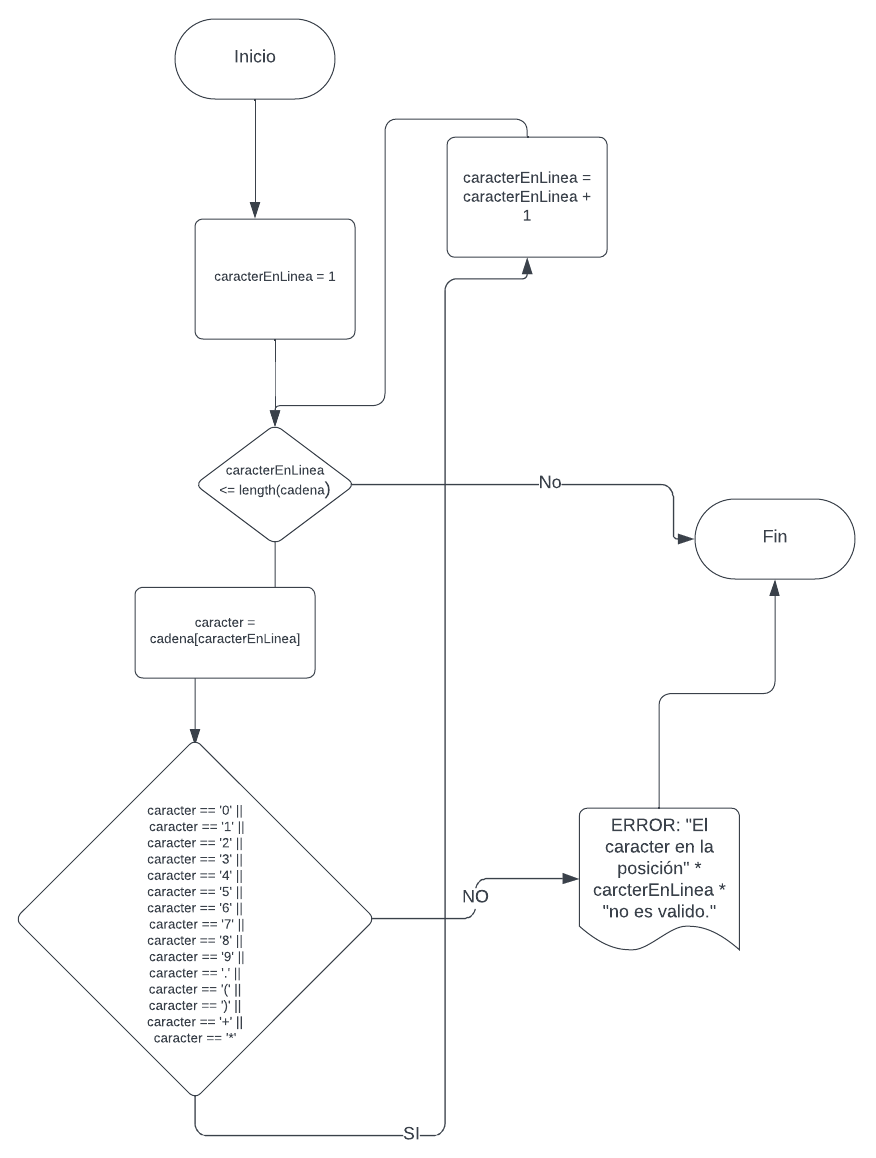 Inicio
caracterEnLinea =
caracterEnLinea +
1
caracterEnLinea = 1
caracterEnLinea
<= length(cadena)
No
Fin
caracter =
cadena[caracterEnLinea]
caracter == '0' ||
caracter == '1' ||
caracter == '2' ||
caracter == '3' ||
caracter == '4' ||
caracter == '5' ||
caracter == '6' ||
caracter == '7' ||
caracter == '8' ||
caracter == '9' ||
caracter == '.' ||
caracter == '(' ||
caracter == ')' ||
caracter == '+' ||
caracter == '*'
NO
ERROR: "El
caracter en la
posición" *
carcterEnLinea *
"no es valido."
SI